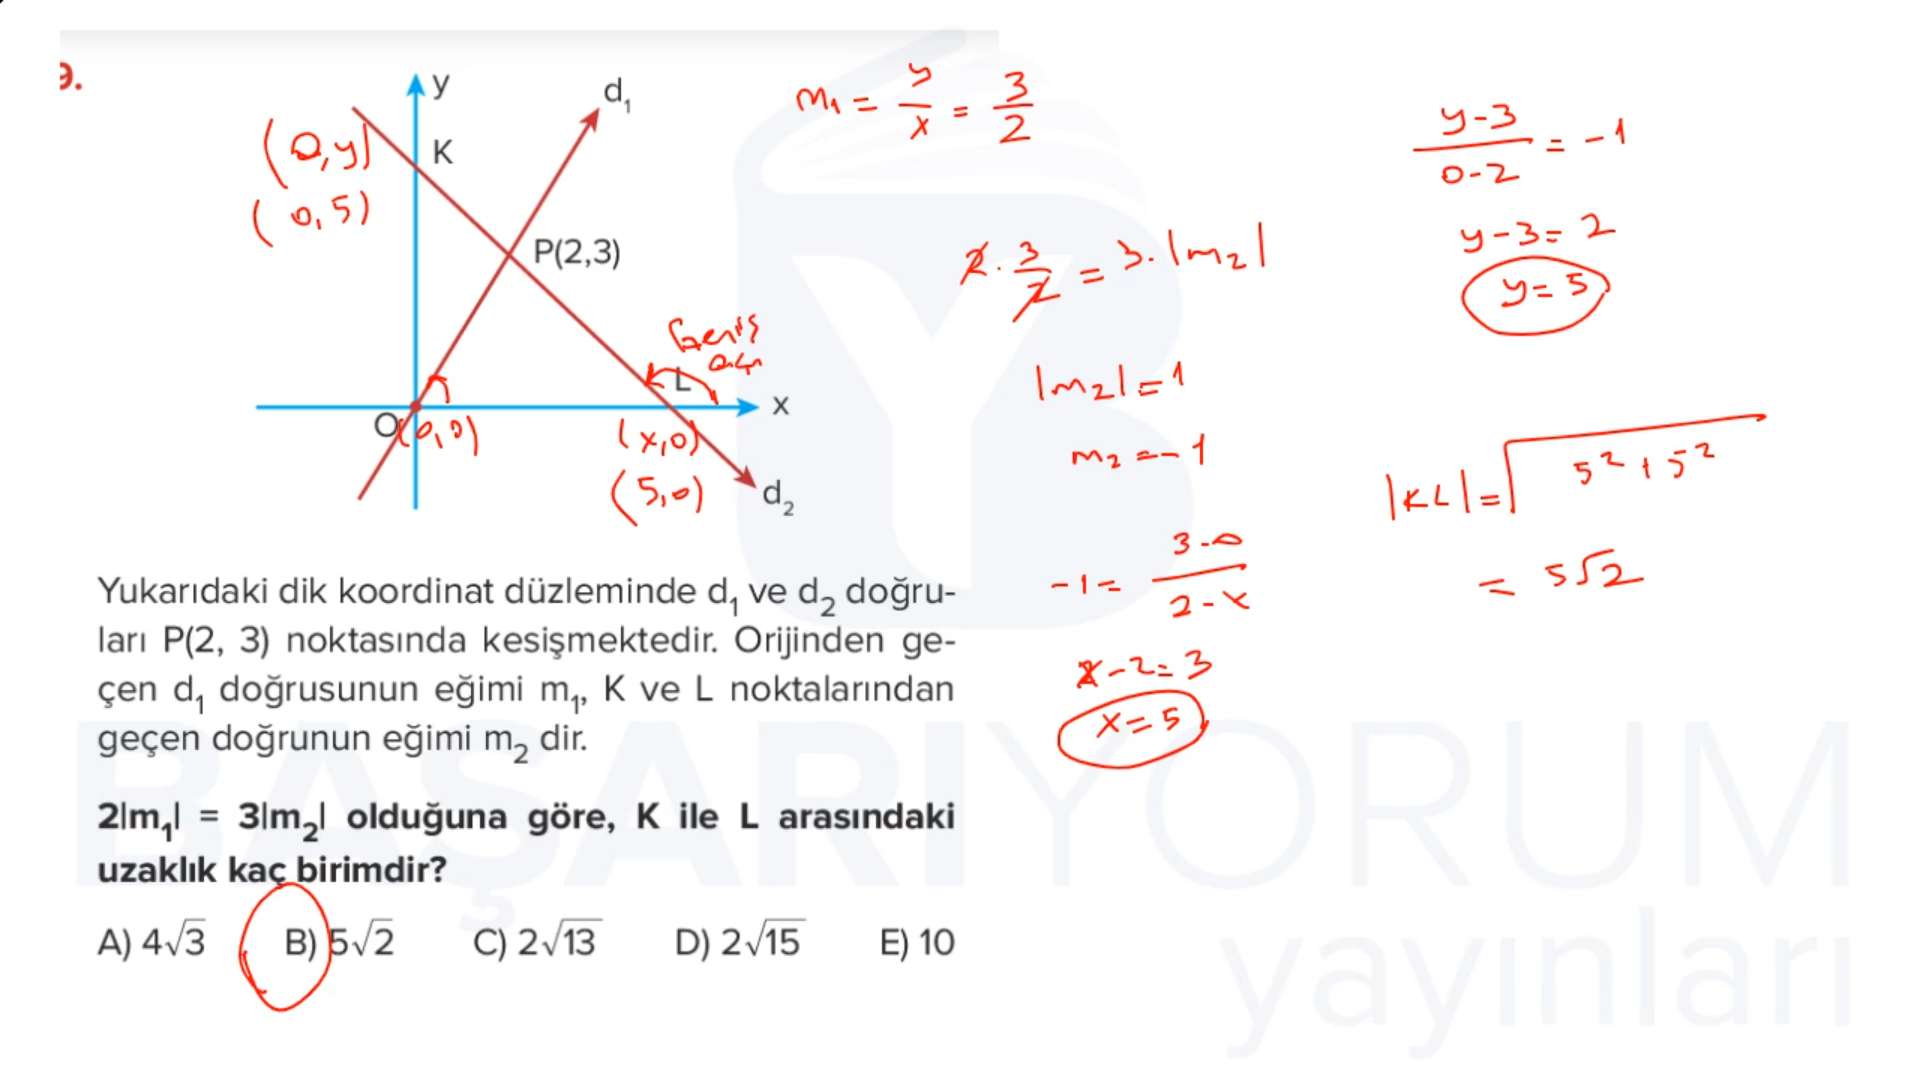 9.
y
d₁
K
(0,y)
(0,5)
P(2,3)
Geniş
açı
L
x
O
(0,0)
(x,0)
(5,0)
d₂
m₁ = y/x = 3/2
2 · 3/2 = 3 · |m₂|
|m₂| = 1
m₂ = -1
-1 = (3-0)/(2-x)
x-2=3
x=5
(y-3)/(0-2) = -1
y-3=2
y=5
|KL| = √(5²+5²)
= 5√2
Yukarıdaki dik koordinat düzleminde d₁ ve d₂ doğru-
ları P(2, 3) noktasında kesişmektedir. Orijinden ge-
çen d₁ doğrusunun eğimi m₁, K ve L noktalarından
geçen doğrunun eğimi m₂ dir.
2|m₁| = 3|m₂| olduğuna göre, K ile L arasındaki
uzaklık kaç birimdir?
A) 4√3 B) 5√2 C) 2√13 D) 2√15 E) 10
BAŞARIYORUM
yayınları